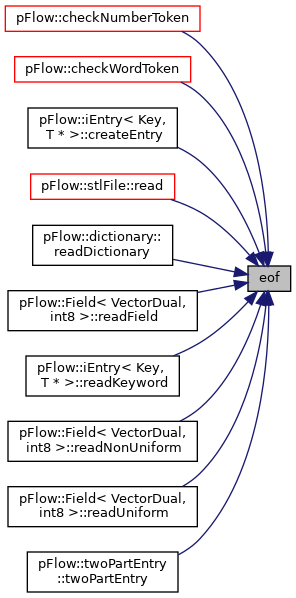 pFlow::checkNumberToken
pFlow::checkWordToken
pFlow::iEntry< Key,
T * >::createEntry
pFlow::stlFile::read
pFlow::dictionary::
readDictionary
eof
pFlow::Field< VectorDual,
int8 >::readField
pFlow::iEntry< Key,
T * >::readKeyword
pFlow::Field< VectorDual,
int8 >::readNonUniform
pFlow::Field< VectorDual,
int8 >::readUniform
pFlow::twoPartEntry
::twoPartEntry